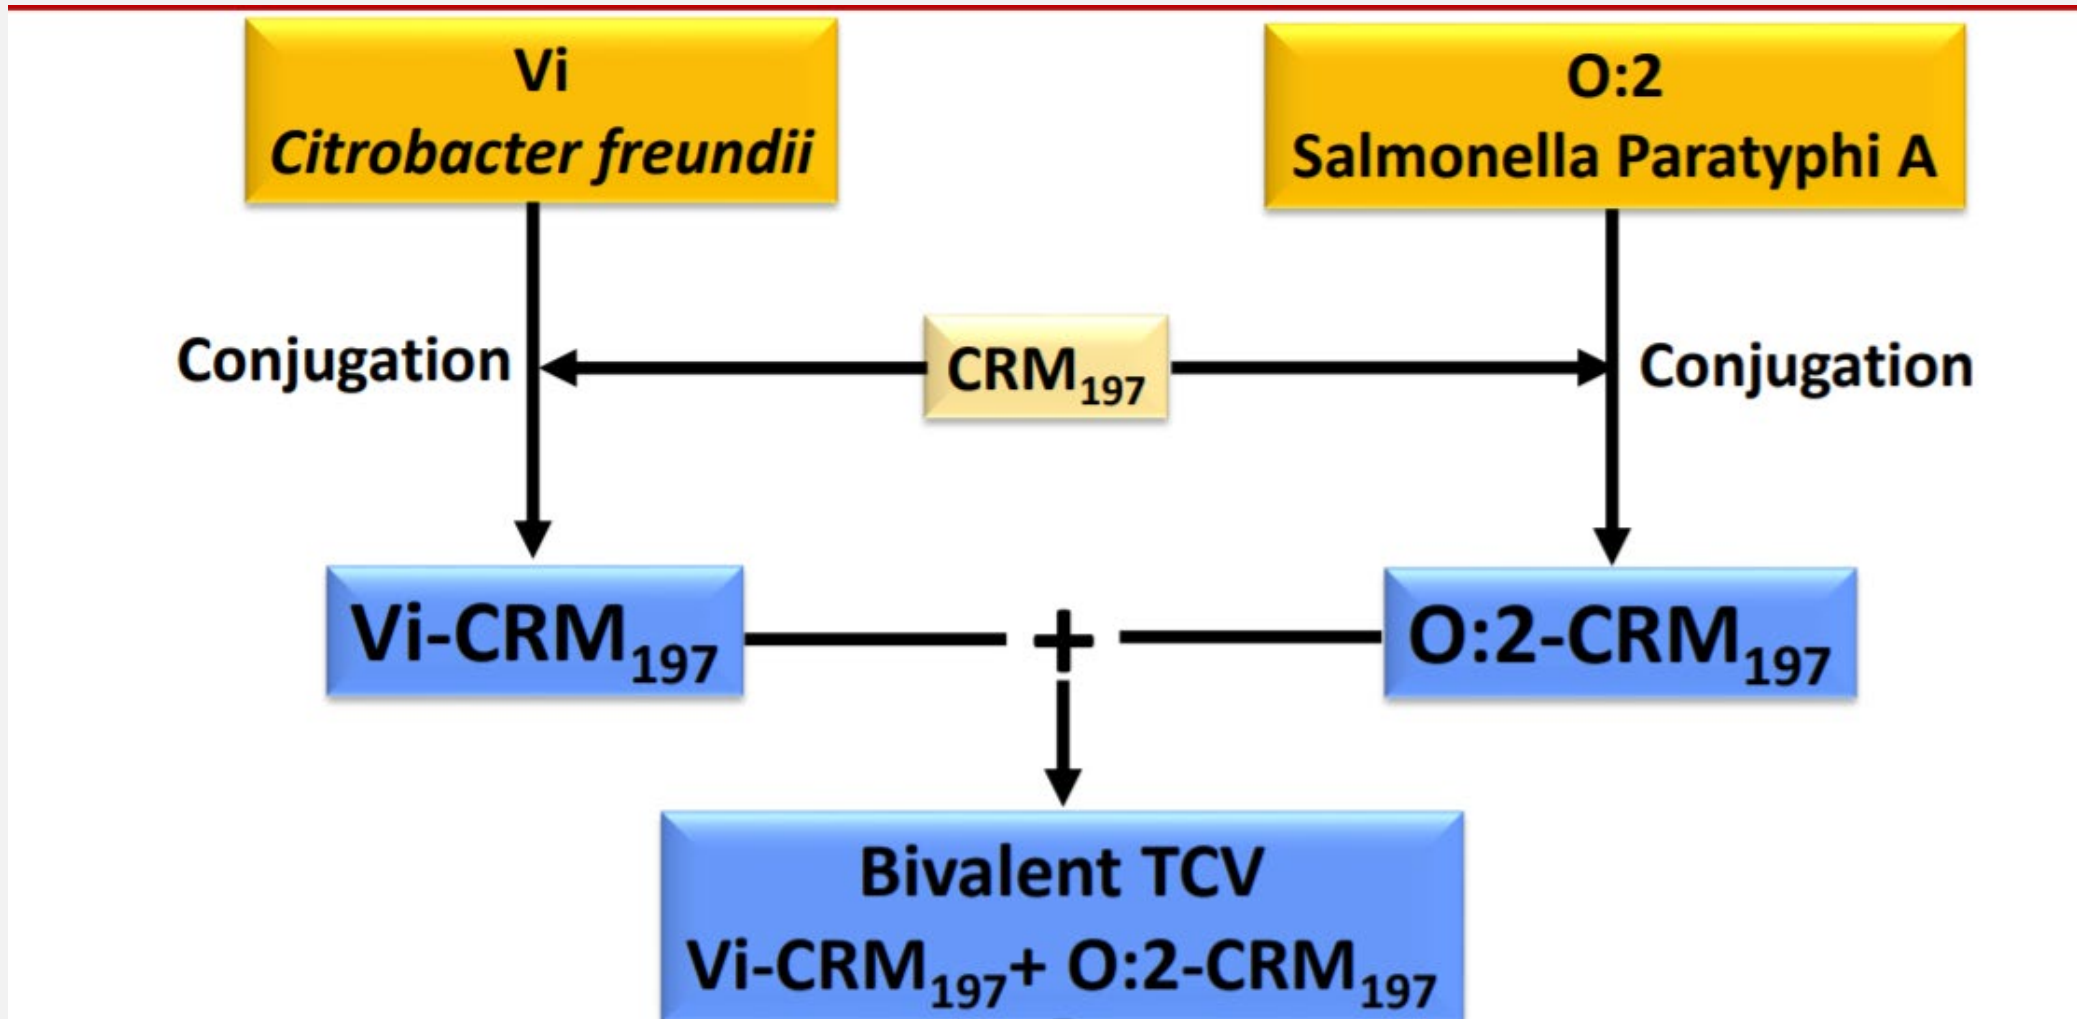 Vi
Citrobacter freundii
O:2
Salmonella Paratyphi A
Conjugation
CRM197
Conjugation
Vi-CRM197
+
O:2-CRM197
Bivalent TCV
Vi-CRM197+ O:2-CRM197